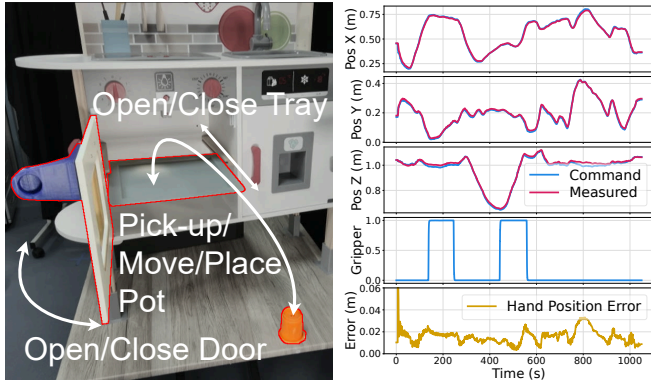 Open/Close Tray
Pick-up/
Move/Place
Pot
Open/Close Door
Pos X (m)
0.75
0.50
0.25
Pos Y (m)
0.4
0.2
0.0
Pos Z (m)
1.0
0.8
Command
Measured
Gripper
1.0
0.5
0.0
Error (m)
0.06
0.04
0.02
0.00
Hand Position Error
0 200 400 600 800 1000
Time (s)